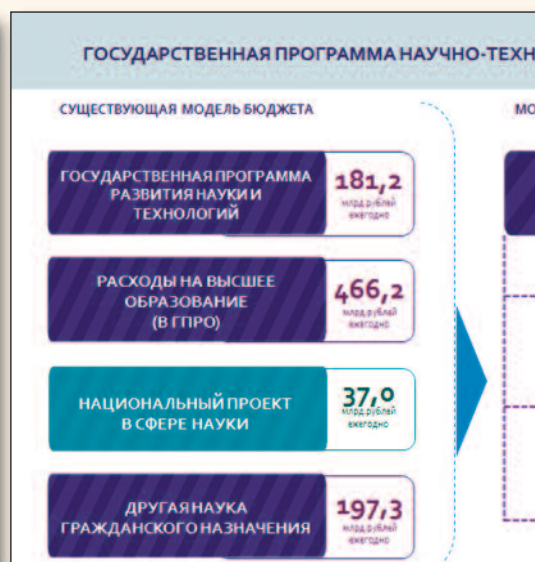 ГОСУДАРСТВЕННАЯ ПРОГРАММА НАУЧНО-ТЕХН
СУЩЕСТВУЮЩАЯ МОДЕЛЬ БЮДЖЕТА
МО
ГОСУДАРСТВЕННАЯ ПРОГРАММА
РАЗВИТИЯ НАУКИ И
ТЕХНОЛОГИЙ
181,2
млрд.рублей
ежегодно
РАСХОДЫ НА ВЫСШЕЕ
ОБРАЗОВАНИЕ
(В ГПРО)
466,2
млрд.рублей
ежегодно
НАЦИОНАЛЬНЫЙ ПРОЕКТ
В СФЕРЕ НАУКИ
37,0
млрд.рублей
ежегодно
ДРУГАЯ НАУКА
ГРАЖДАНСКОГО НАЗНАЧЕНИЯ
197,3
млрд.рублей
ежегодно